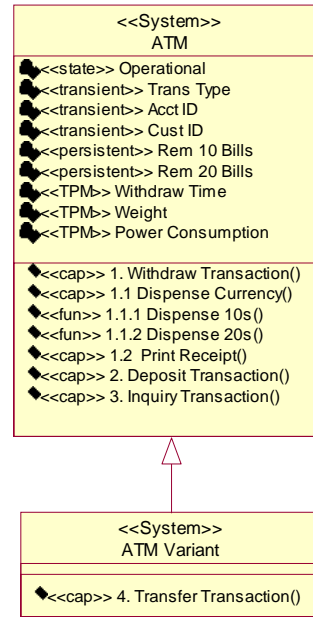 <<System>>
ATM
<<state>> Operational
<<transient>> Trans Type
<<transient>> Acct ID
<<transient>> Cust ID
<<persistent>> Rem 10 Bills
<<persistent>> Rem 20 Bills
<<TPM>> Withdraw Time
<<TPM>> Weight
<<TPM>> Power Consumption
<<cap>> 1. Withdraw Transaction()
<<cap>> 1.1 Dispense Currency()
<<fun>> 1.1.1 Dispense 10s()
<<fun>> 1.1.2 Dispense 20s()
<<cap>> 1.2 Print Receipt()
<<cap>> 2. Deposit Transaction()
<<cap>> 3. Inquiry Transaction()
<<System>>
ATM Variant
<<cap>> 4. Transfer Transaction()